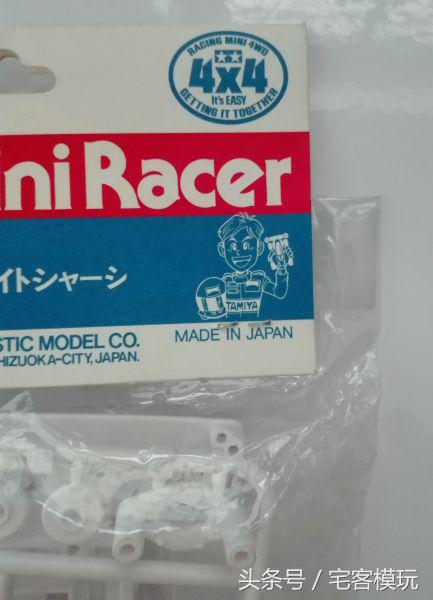 RACING MINI 4WD
4x4
It's EASY
GETTING IT TOGETHER
ini Racer
イトシャーシ
TAMIYA
STIC MODEL CO.
MADE IN JAPAN
HIZUOKA-CITY, JAPAN.
头条号 / 宅客模玩